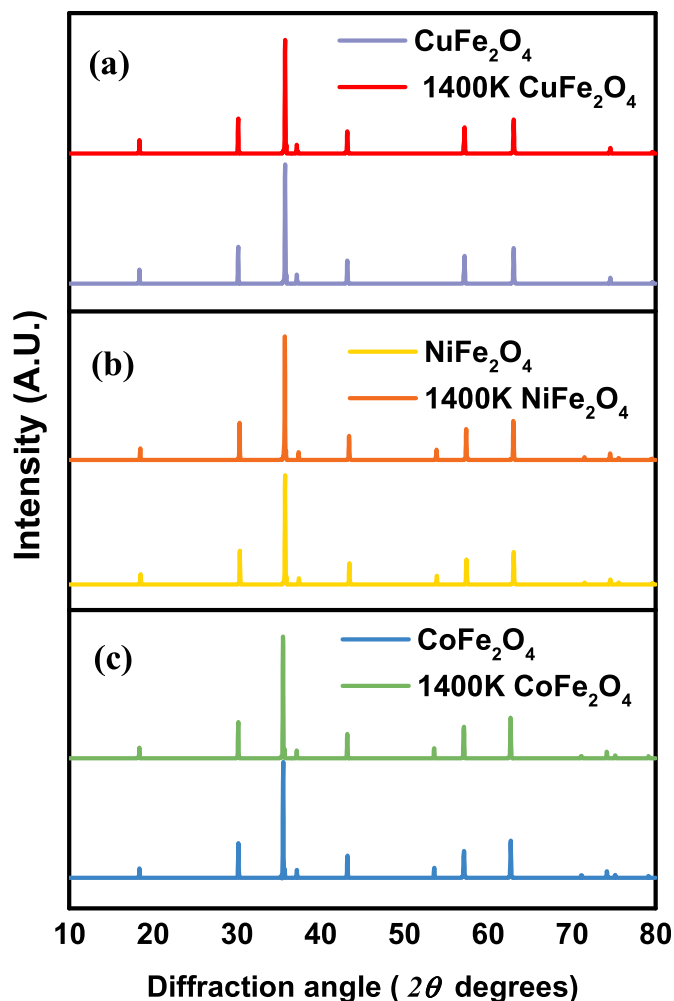 (a)
CuFe₂O₄
1400K CuFe₂O₄
(b)
NiFe₂O₄
1400K NiFe₂O₄
(c)
CoFe₂O₄
1400K CoFe₂O₄
Intensity (A.U.)
10 20 30 40 50 60 70 80
Diffraction angle ( 2θ degrees)